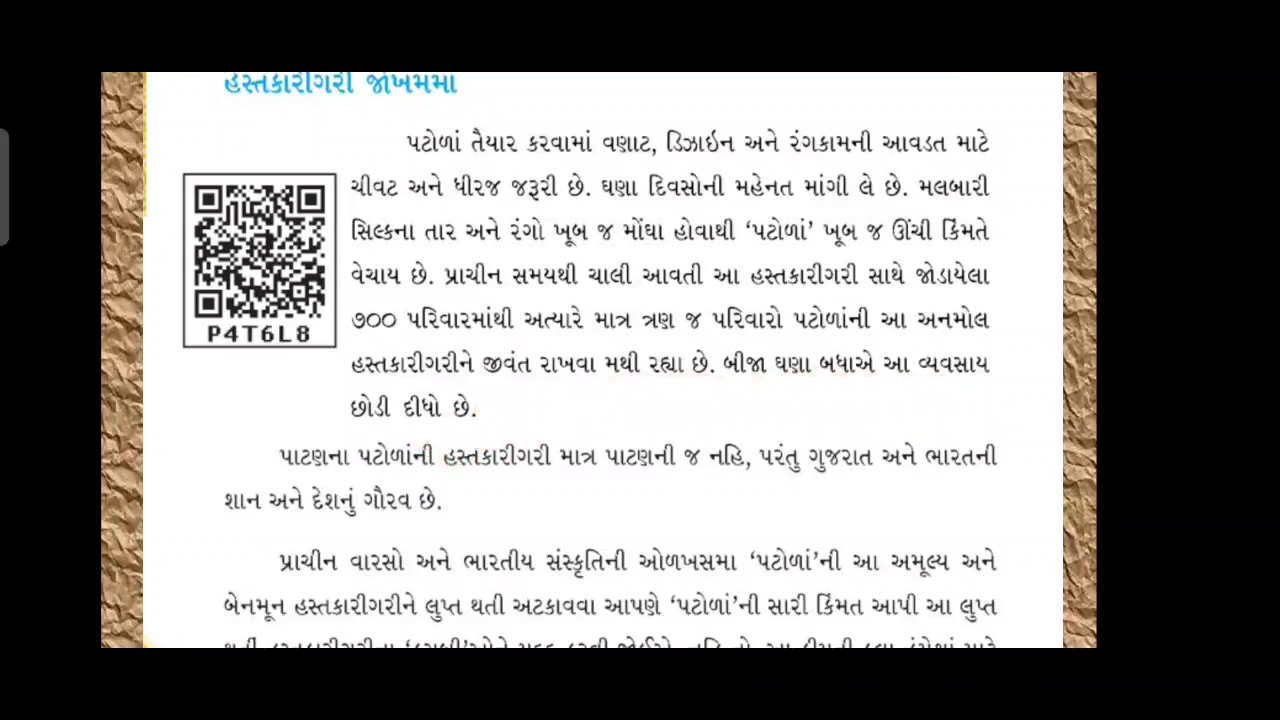 હસ્તકારીગરી જોખમમાં
પટોળાં તૈયાર કરવામાં વણાટ, ડિઝાઇન અને રંગકામની આવડત માટે
ચીવટ અને ધીરજ જરૂરી છે. ઘણા દિવસોની મહેનત માંગી લે છે. મલબારી
સિલ્કના તાર અને રંગો ખૂબ જ મોંઘા હોવાથી ‘પટોળાં’ ખૂબ જ ઊંચી કિંમતે
વેચાય છે. પ્રાચીન સમયથી ચાલી આવતી આ હસ્તકારીગરી સાથે જોડાયેલા
૭૦૦ પરિવારમાંથી અત્યારે માત્ર ત્રણ જ પરિવારો પટોળાંની આ અનમોલ
હસ્તકારીગરીને જીવંત રાખવા મથી રહ્યા છે. બીજા ઘણા બધાએ આ વ્યવસાય
છોડી દીધો છે.
P4T6L8
પાટણના પટોળાંની હસ્તકારીગરી માત્ર પાટણની જ નહિ, પરંતુ ગુજરાત અને ભારતની
શાન અને દેશનું ગૌરવ છે.
પ્રાચીન વારસો અને ભારતીય સંસ્કૃતિની ઓળખસમા ‘પટોળાં’ની આ અમૂલ્ય અને
બેનમૂન હસ્તકારીગરીને લુપ્ત થતી અટકાવવા આપણે ‘પટોળાં’ની સારી કિંમત આપી આ લુપ્ત